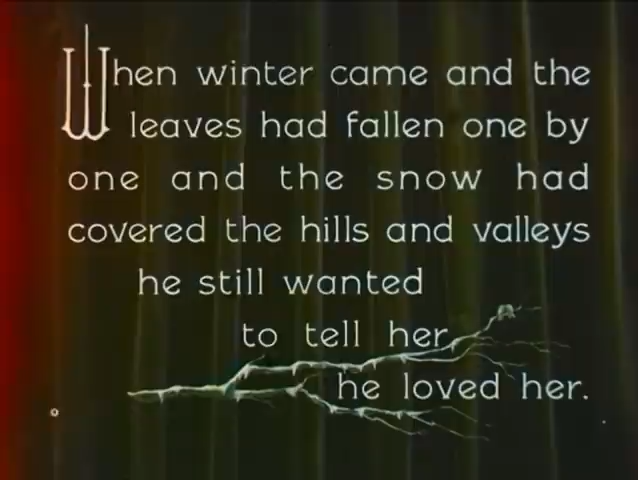 When winter came and the
leaves had fallen one by
one and the snow had
covered the hills and valleys
he still wanted
to tell her
he loved her.